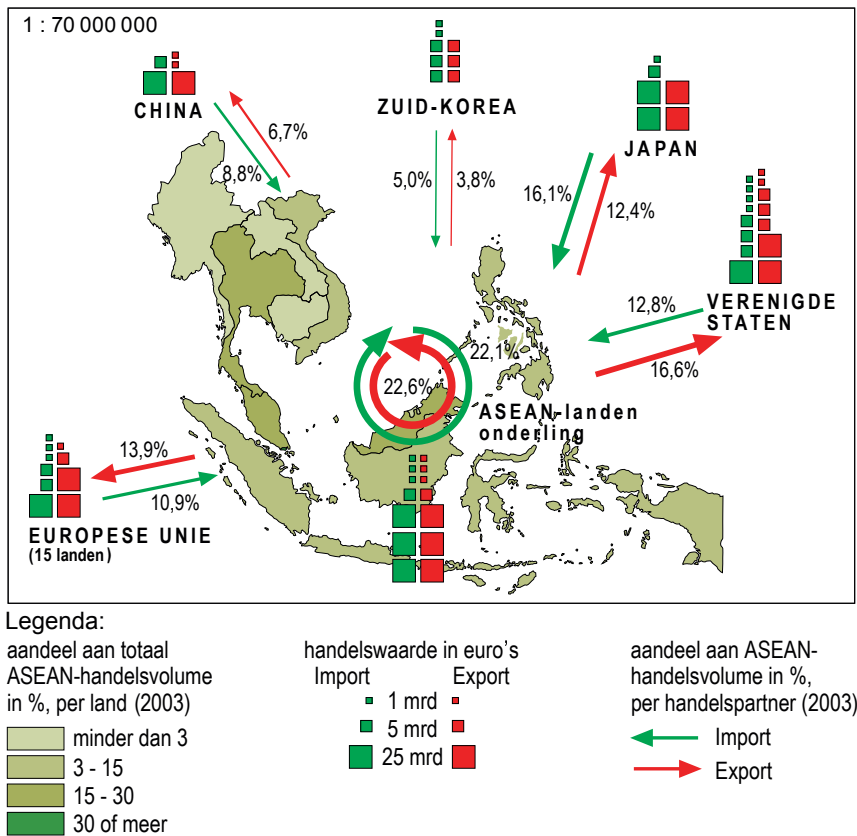 1 : 70 000 000
CHINA
6,7%
8,8%
ZUID-KOREA
5,0%
3,8%
JAPAN
16,1%
12,4%
VERENIGDE
STATEN
12,8%
16,6%
22,1%
22,6%
ASEAN-landen
onderling
13,9%
10,9%
EUROPESE UNIE
(15 landen)
Legenda:
aandeel aan totaal
ASEAN-handelsvolume
in %, per land (2003)
minder dan 3
3 - 15
15 - 30
30 of meer
handelswaarde in euro's
Import Export
1 mrd
5 mrd
25 mrd
aandeel aan ASEAN-
handelsvolume in %,
per handelspartner (2003)
Import
Export